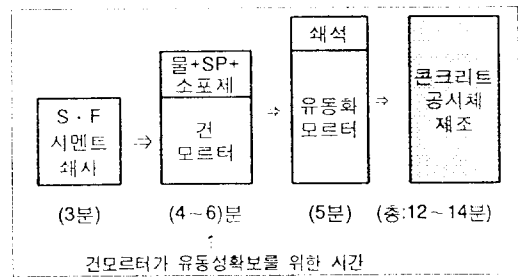 S · F
시멘트
쇄사
⇒
물+SP+
소포제
건
모르터
⇒
쇄석
유동화
모르터
⇒
콘크리트
공시체
제조
(3분)
(4~6)분
(5분)
(총:12~14분)
건모르터가 유동성확보를 위한 시간